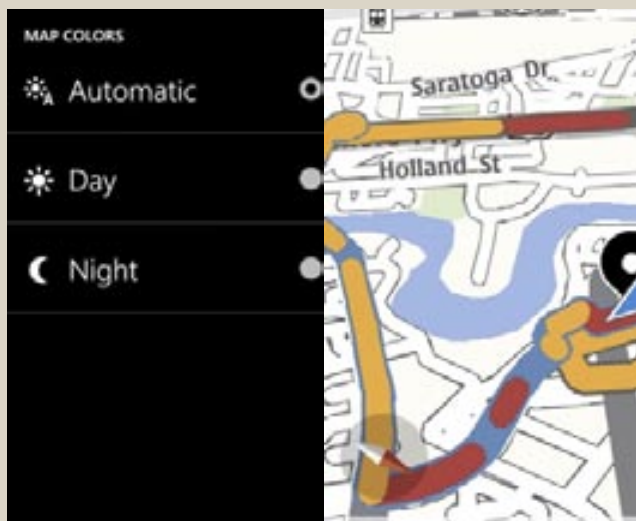 MAP COLORS
Automatic
Day
Night
Saratoga Dr
Holland St